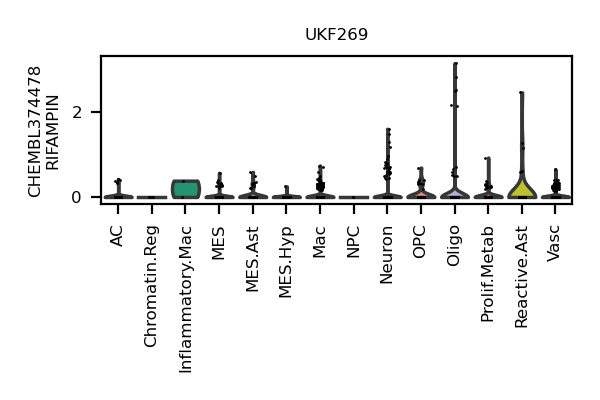 UKF269
CHEMBL374478
RIFAMPIN
2
0
AC
Chromatin.Reg
Inflammatory.Mac
MES
MES.Ast
MES.Hyp
Mac
NPC
Neuron
OPC
Oligo
Prolif.Metab
Reactive.Ast
Vasc